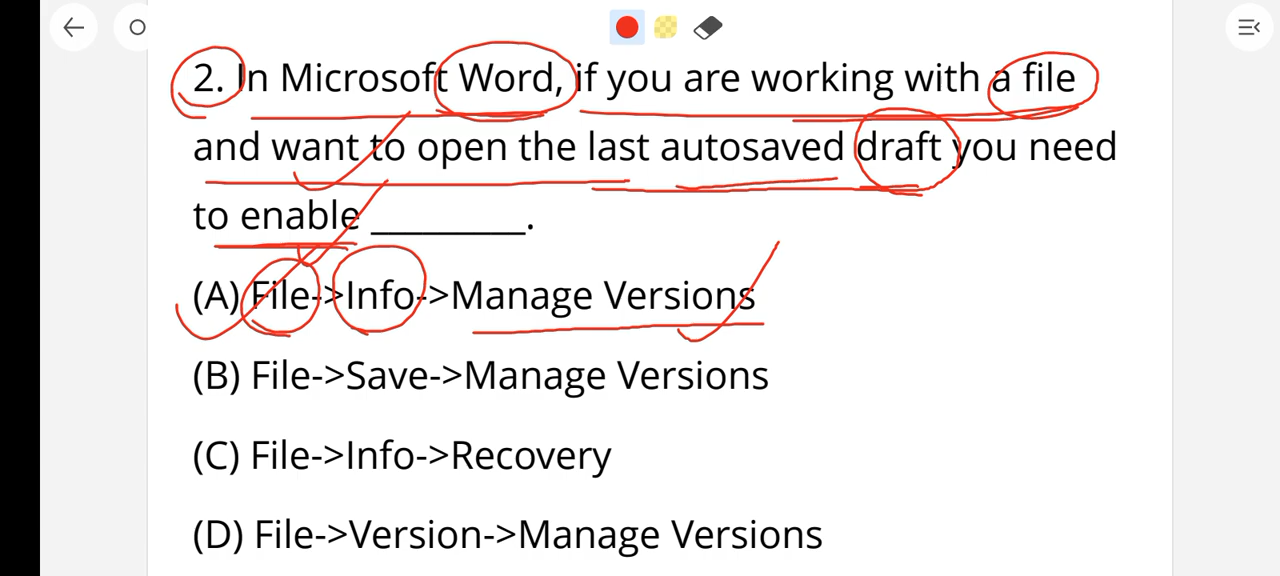 2. In Microsoft Word, if you are working with a file
and want to open the last autosaved draft you need
to enable ________.
(A) File->Info->Manage Versions
(B) File->Save->Manage Versions
(C) File->Info->Recovery
(D) File->Version->Manage Versions